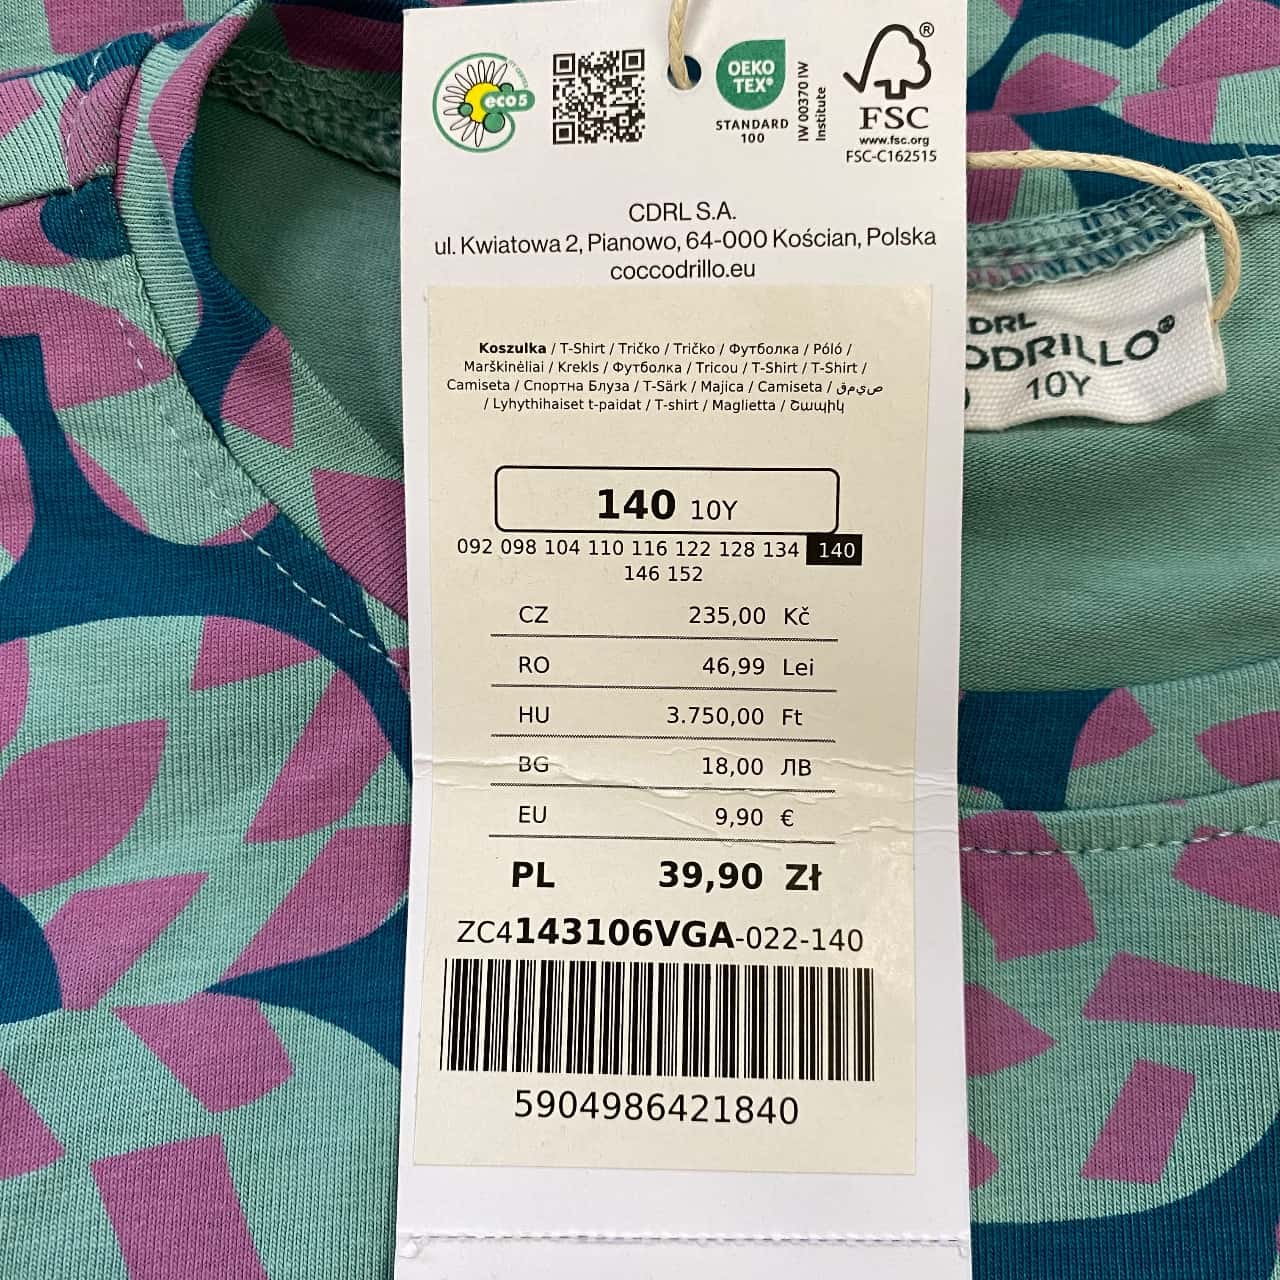 eco5
OEKO
TEX®
STANDARD
100
IW 00370 IW
Institute
FSC®
www.fsc.org
FSC-C162515
CDRL S.A.
ul. Kwiatowa 2, Pianowo, 64-000 Kościan, Polska
coccodrillo.eu
Koszulka / T-Shirt / Tričko / Tričko / Футболка / Póló /
Marškinėliai / Krekls / Футболка / Tricou / T-Shirt / T-Shirt /
Camiseta / Спортна Блуза / T-Särk / Majica / Camiseta / ﺹﻲﻤﻗ
/ Lyhythihaiset t-paidat / T-shirt / Maglietta / Շապիկ
140 10Y
092 098 104 110 116 122 128 134 140
146 152
CZ 235,00 Kč
RO 46,99 Lei
HU 3.750,00 Ft
BG 18,00 ЛВ
EU 9,90 €
PL 39,90 Zł
ZC4143106VGA-022-140
5904986421840
CDRL
ODRILLO®
10Y